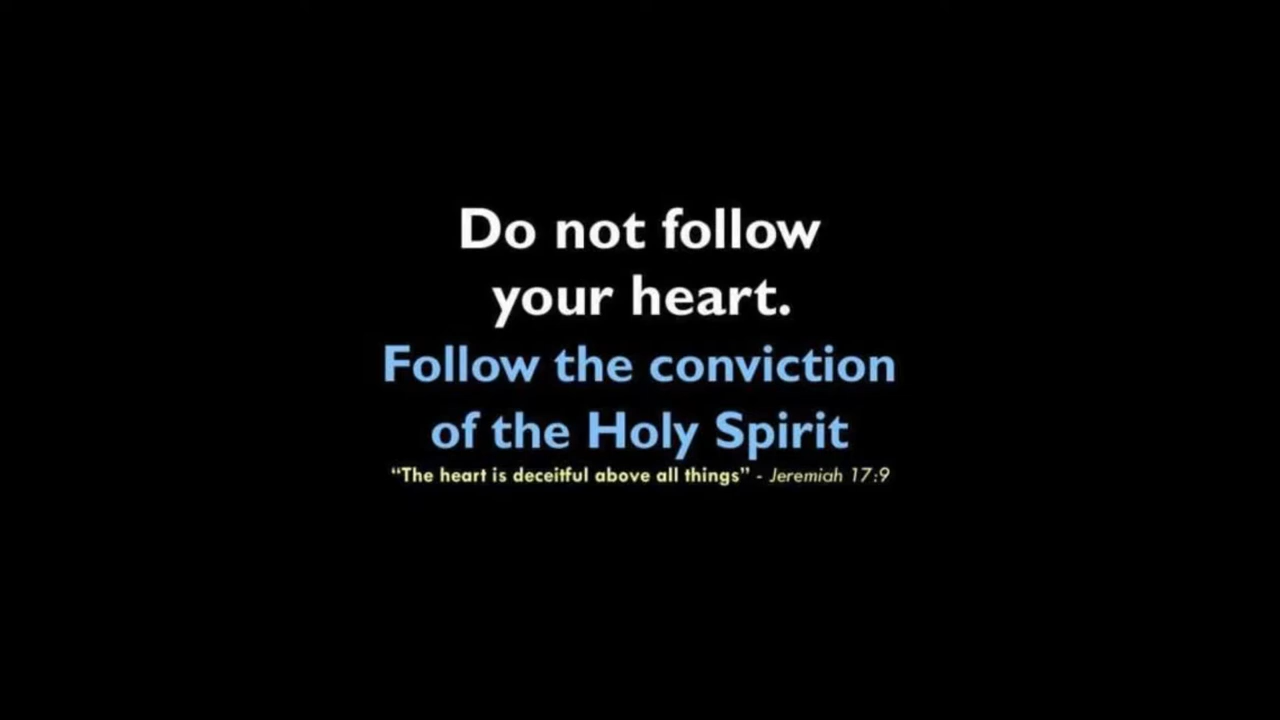 Do not follow
your heart.
Follow the conviction
of the Holy Spirit
“The heart is deceitful above all things” - Jeremiah 17:9